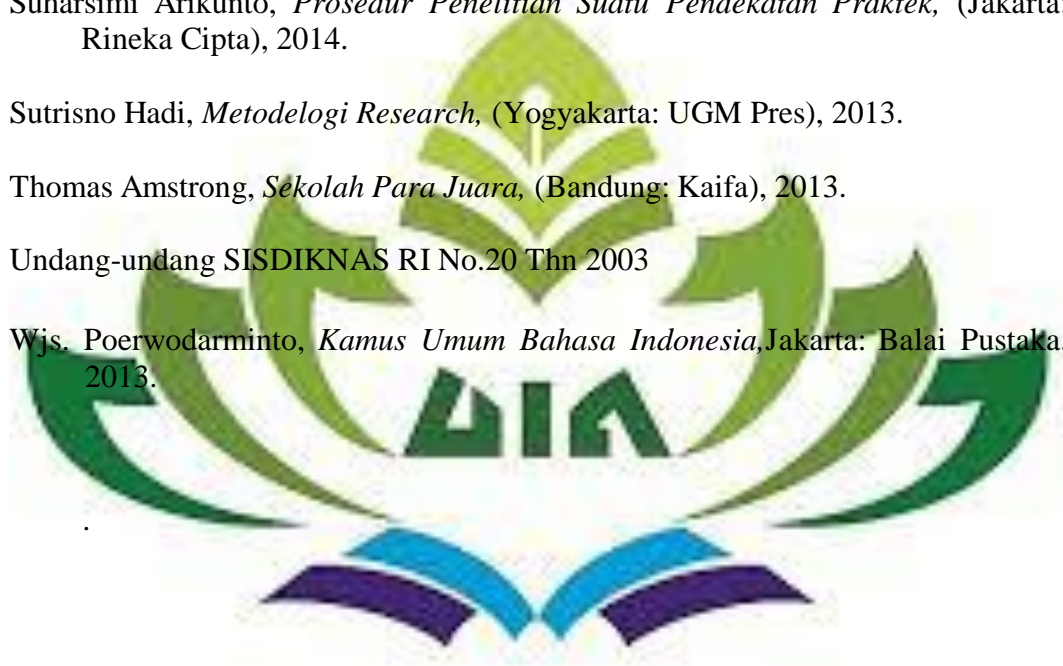 Suharsimi Arikunto, Prosedur Penelitian Suatu Pendekatan Praktek, (Jakarta:
Rineka Cipta), 2014.
Sutrisno Hadi, Metodelogi Research, (Yogyakarta: UGM Pres), 2013.
Thomas Amstrong, Sekolah Para Juara, (Bandung: Kaifa), 2013.
Undang-undang SISDIKNAS RI No.20 Thn 2003
Wjs. Poerwodarminto, Kamus Umum Bahasa Indonesia,Jakarta: Balai Pustaka.
2013.
UIN
.